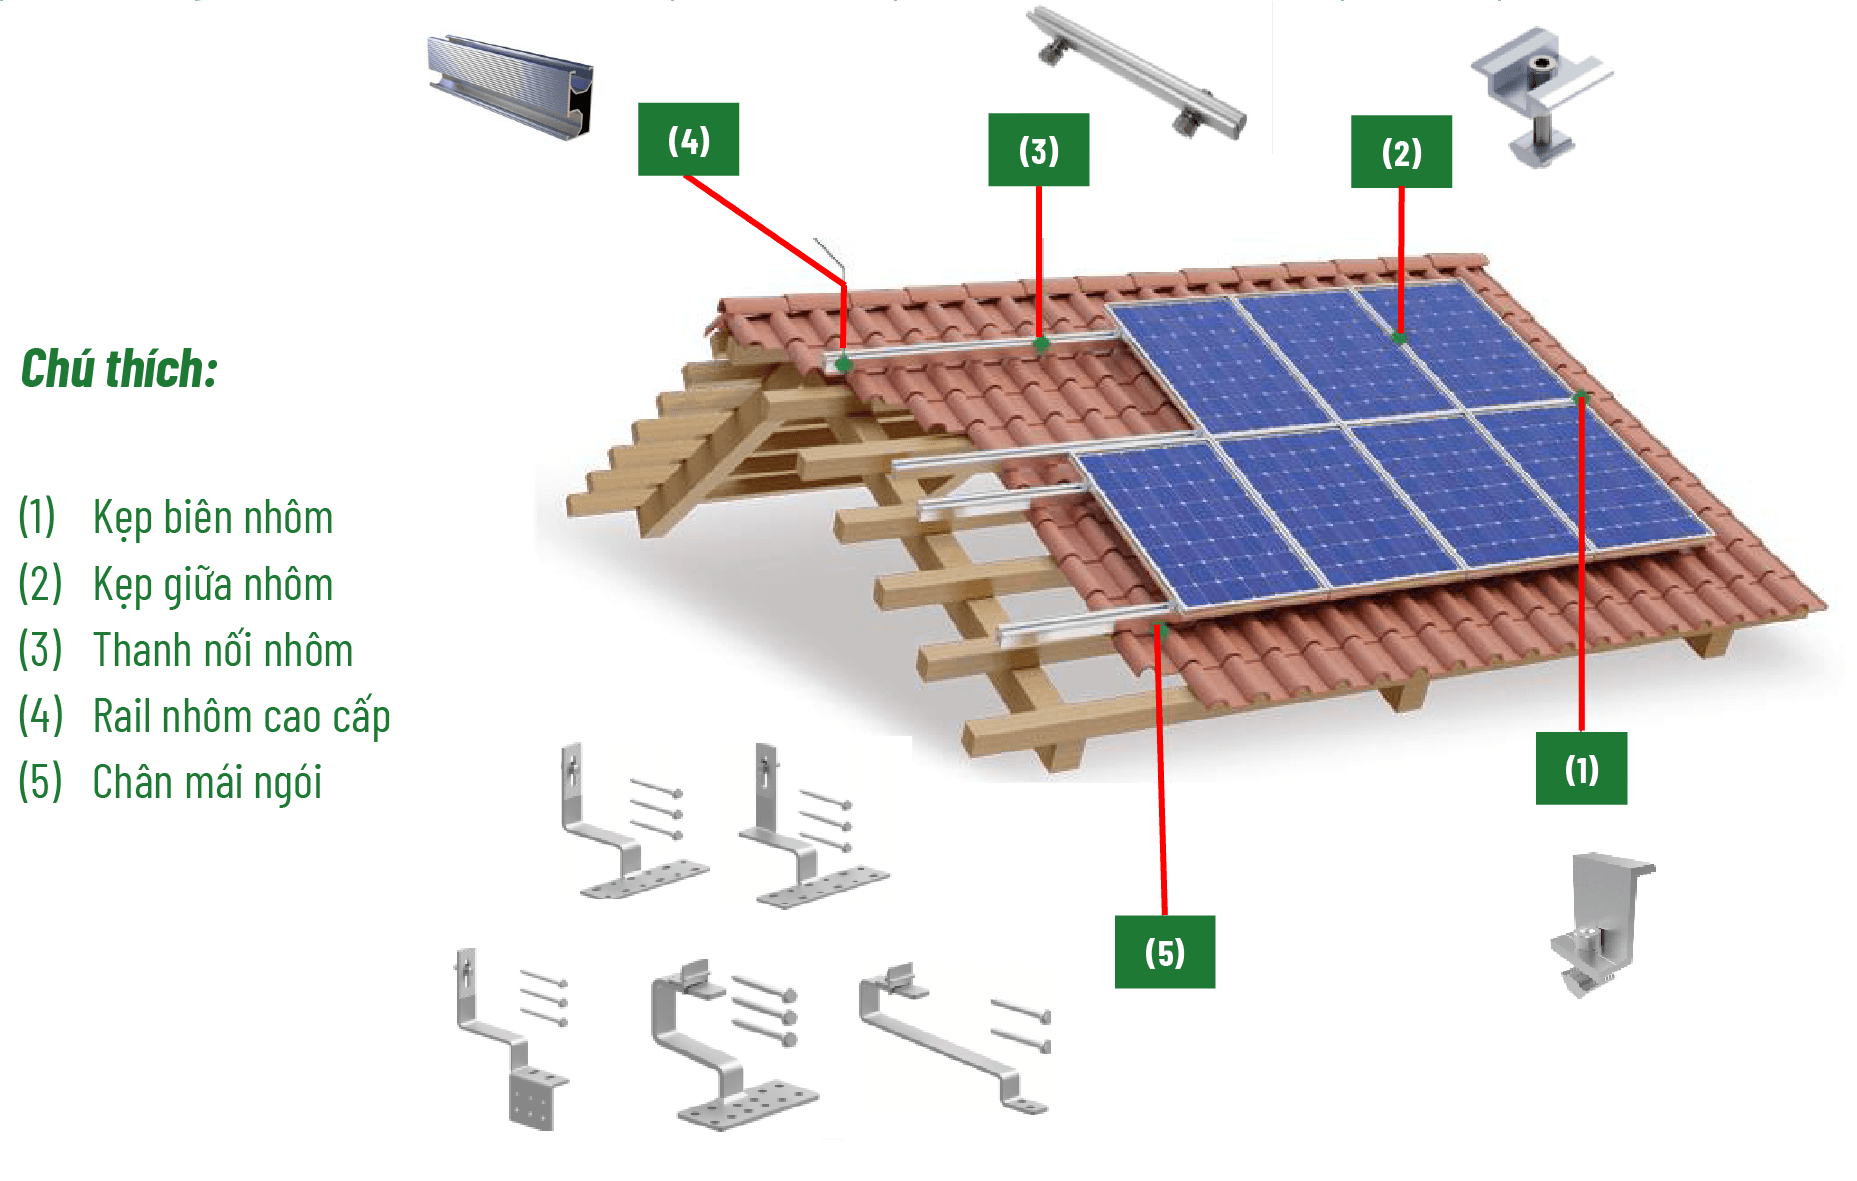 (4)
(3)
(2)
Chú thích:
(1) Kẹp biên nhôm
(2) Kẹp giữa nhôm
(3) Thanh nối nhôm
(4) Rail nhôm cao cấp
(5) Chân mái ngói
(1)
(5)